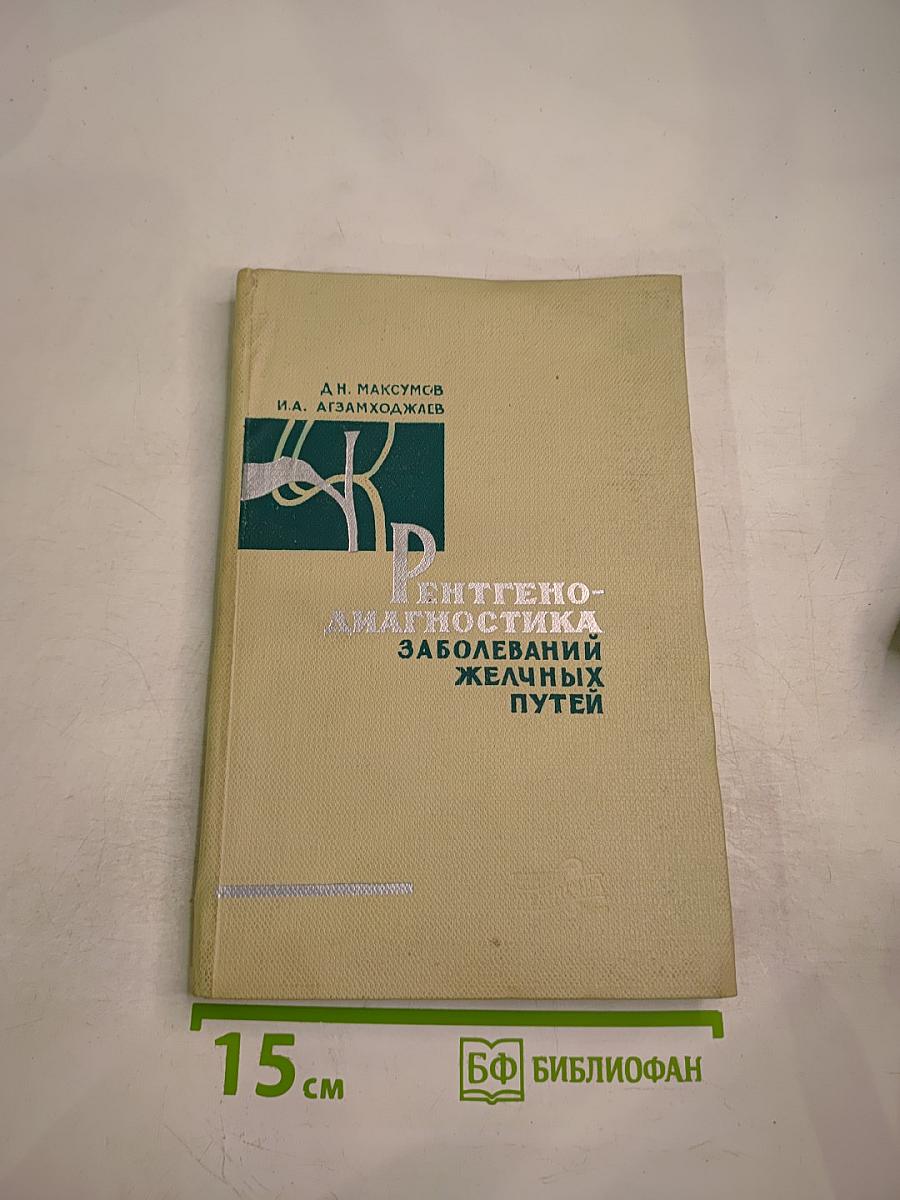 Д Н. МАКСУМОВ
И.А. АГЗАМХОДЖАЕВ
РЕНТГЕНО-
ДИАГНОСТИКА
ЗАБОЛЕВАНИЙ
ЖЕЛЧНЫХ
ПУТЕЙ
15 см
БФ БИБЛИОФАН